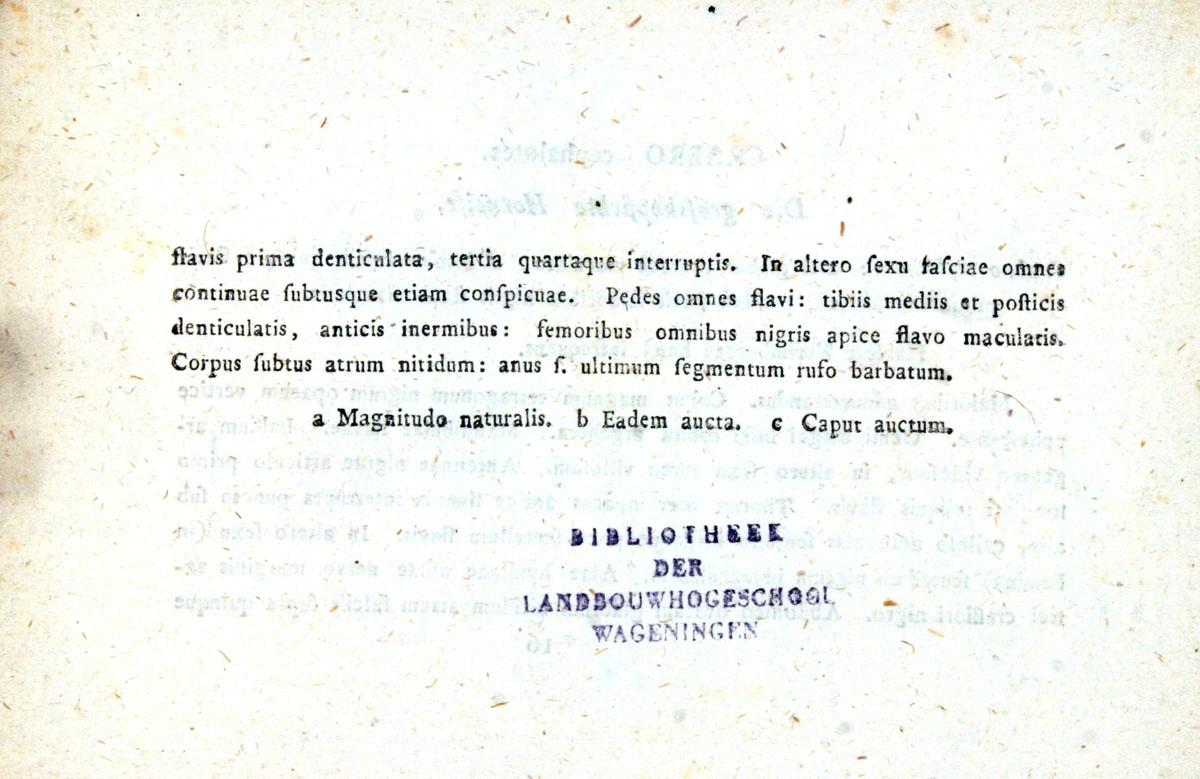 flavis prima denticulata, tertia quartaque interruptis. In altero ſexu faſciae omnes
continuae ſubtusque etiam conſpicuae. Pedes omnes flavi: tibiis mediis et poſticis
denticulatis, anticis inermibus: femoribus omnibus nigris apice flavo maculatis.
Corpus ſubtus atrum nitidum: anus ſ. ultimum ſegmentum rufo barbatum.
a Magnitudo naturalis. b Eadem aucta. c Caput auctum.
BIBLIOTHEEK
DER
LANDBOUWHOGESCHOOL
WAGENINGEN